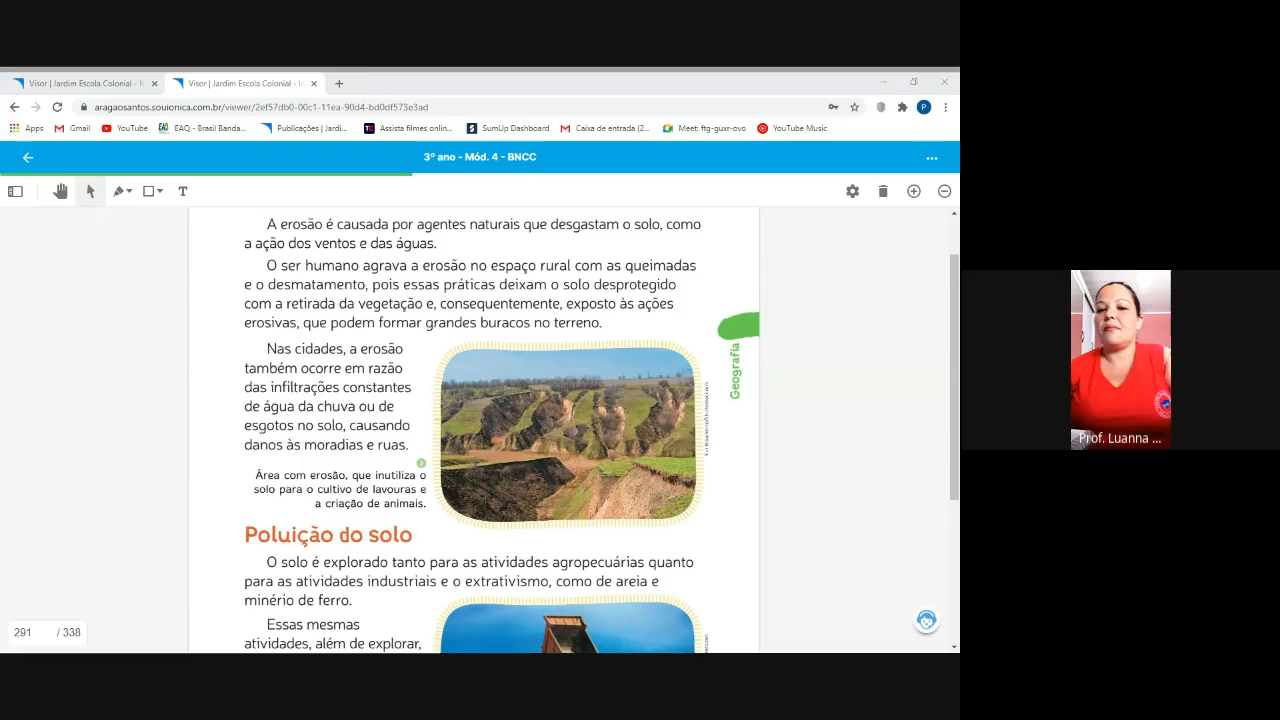 Visor | Jardim Escola Colonial - Ic
Visor | Jardim Escola Colonial - Ic
aragaosantos.souionica.com.br/viewer/2ef57db0-00c1-11ea-90d4-bd0df573e3ad
P
Apps
Gmail
YouTube
EAQ - Brasil Banda...
Publicações | Jardi...
Assista filmes onlin...
SumUp Dashboard
Caixa de entrada (2...
Meet: ftg-guxr-ovo
YouTube Music
3º ano - Mód. 4 - BNCC
T
A erosão é causada por agentes naturais que desgastam o solo, como
a ação dos ventos e das águas.
O ser humano agrava a erosão no espaço rural com as queimadas
e o desmatamento, pois essas práticas deixam o solo desprotegido
com a retirada da vegetação e, consequentemente, exposto às ações
erosivas, que podem formar grandes buracos no terreno.
Nas cidades, a erosão
também ocorre em razão
das infiltrações constantes
de água da chuva ou de
esgotos no solo, causando
danos às moradias e ruas.
Área com erosão, que inutiliza o
solo para o cultivo de lavouras e
a criação de animais.
Geografia
Poluição do solo
O solo é explorado tanto para as atividades agropecuárias quanto
para as atividades industriais e o extrativismo, como de areia e
minério de ferro.
Essas mesmas
atividades, além de explorar,
291 / 338
Prof. Luanna ...